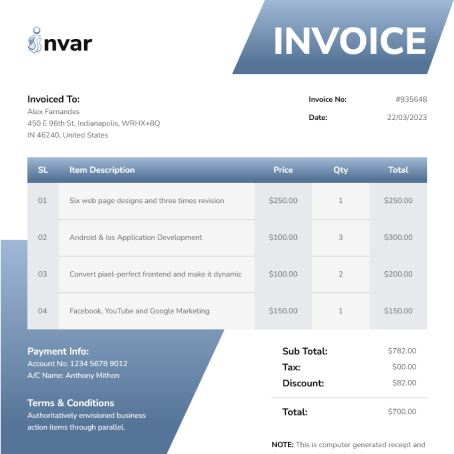 invar
INVOICE
Invoiced To:
Alex Farnandes
450 E 96th St, Indianapolis, WRHX+8Q
IN 46240, United States
Invoice No: #935648
Date: 22/03/2023
SL Item Description Price Qty Total
01 Six web page designs and three times revision $250.00 1 $250.00
02 Android & Ios Application Development $100.00 3 $300.00
03 Convert pixel-perfect frontend and make it dynamic $100.00 2 $200.00
04 Facebook, YouTube and Google Marketing $150.00 1 $150.00
Payment Info:
Account No: 1234 5678 9012
A/C Name: Anthony Mithon
Terms & Conditions
Authoritatively envisioned business
action items through parallel.
Sub Total: $782.00
Tax: $00.00
Discount: $82.00
Total: $700.00
NOTE: This is computer generated receipt and